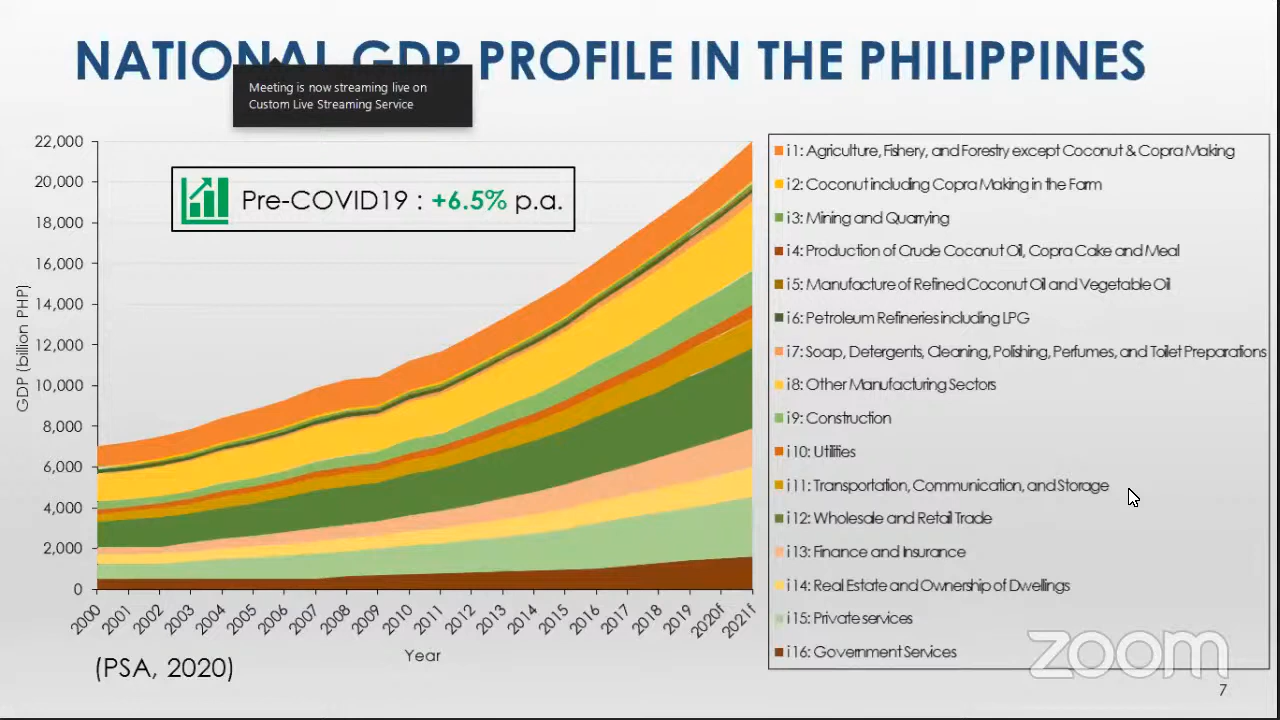 NATIONAL GDP PROFILE IN THE PHILIPPINES
Meeting is now streaming live on
Custom Live Streaming Service
Pre-COVID19 : +6.5% p.a.
GDP (billion PHP)
22,000
20,000
18,000
16,000
14,000
12,000
10,000
8,000
6,000
4,000
2,000
0
2000 2001 2002 2003 2004 2005 2006 2007 2008 2009 2010 2011 2012 2013 2014 2015 2016 2017 2018 2019 2020f 2021f
Year
(PSA, 2020)
i1: Agriculture, Fishery, and Forestry except Coconut & Copra Making
i2: Coconut including Copra Making in the Farm
i3: Mining and Quarrying
i4: Production of Crude Coconut Oil, Copra Cake and Meal
i5: Manufacture of Refined Coconut Oil and Vegetable Oil
i6: Petroleum Refineries including LPG
i7: Soap, Detergents, Cleaning, Polishing, Perfumes, and Toilet Preparations
i8: Other Manufacturing Sectors
i9: Construction
i10: Utilities
i11: Transportation, Communication, and Storage
i12: Wholesale and Retail Trade
i13: Finance and Insurance
i14: Real Estate and Ownership of Dwellings
i15: Private services
i16: Government Services
zoom
7